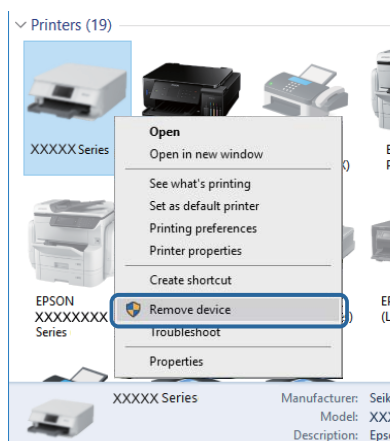 Printers (19)
XXXXX Series
Open
Open in new window
See what's printing
Set as default printer
Printing preferences
Printer properties
Create shortcut
Remove device
Troubleshoot
Properties
EPSON
XXXXXXXX
Series
XXXXX Series
Manufacturer:
Model:
Description: